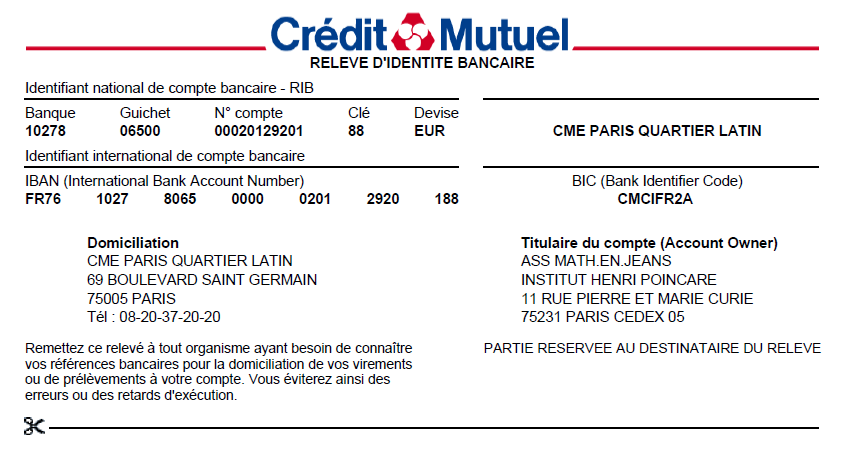 Crédit Mutuel
RELEVE D'IDENTITE BANCAIRE
Identifiant national de compte bancaire - RIB
Banque Guichet N° compte Clé Devise
10278 06500 00020129201 88 EUR
CME PARIS QUARTIER LATIN
Identifiant international de compte bancaire
IBAN (International Bank Account Number)
FR76 1027 8065 0000 0201 2920 188
BIC (Bank Identifier Code)
CMCIFR2A
Domiciliation
CME PARIS QUARTIER LATIN
69 BOULEVARD SAINT GERMAIN
75005 PARIS
Tél : 08-20-37-20-20
Titulaire du compte (Account Owner)
ASS MATH.EN.JEANS
INSTITUT HENRI POINCARE
11 RUE PIERRE ET MARIE CURIE
75231 PARIS CEDEX 05
Remettez ce relevé à tout organisme ayant besoin de connaître
vos références bancaires pour la domiciliation de vos virements
ou de prélèvements à votre compte. Vous éviterez ainsi des
erreurs ou des retards d'exécution.
PARTIE RESERVEE AU DESTINATAIRE DU RELEVE